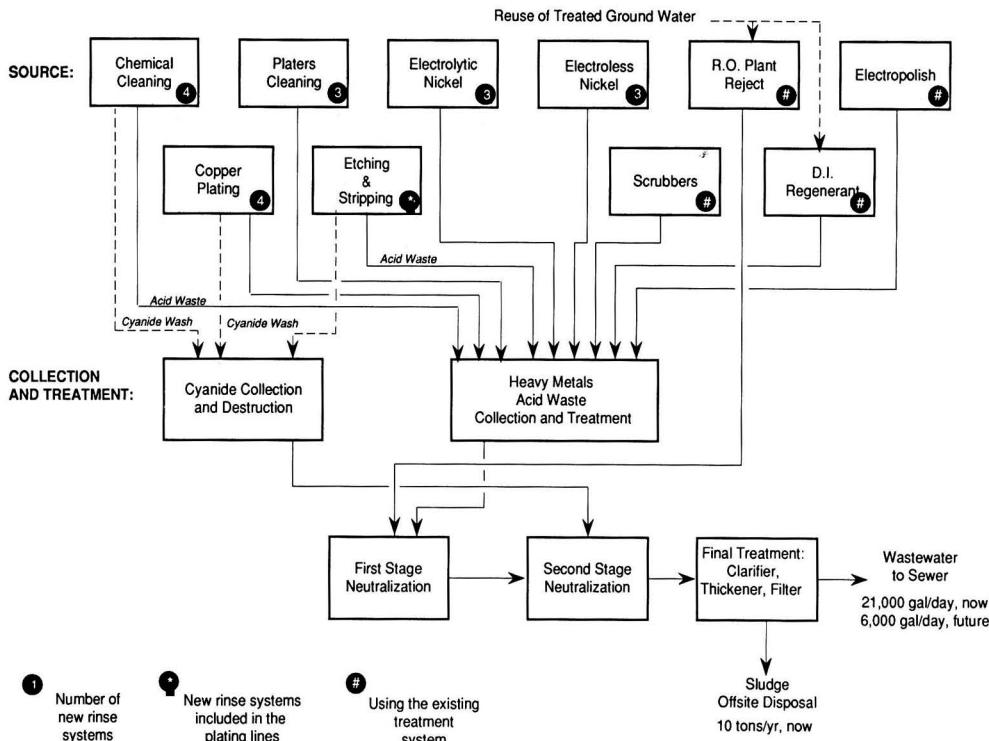 Reuse of Treated Ground Water
SOURCE:
Chemical
Cleaning
4
Platers
Cleaning
3
Electrolytic
Nickel
3
Electroless
Nickel
3
R.O. Plant
Reject
#
Electropolish
#
Copper
Plating
4
Etching
&
Stripping
*
Scrubbers
#
D.I.
Regenerant
#
Acid Waste
Acid Waste
Cyanide Wash
Cyanide Wash
COLLECTION
AND TREATMENT:
Cyanide Collection
and Destruction
Heavy Metals
Acid Waste
Collection and Treatment
First Stage
Neutralization
Second Stage
Neutralization
Final Treatment:
Clarifier,
Thickener, Filter
Wastewater
to Sewer
21,000 gal/day, now
6,000 gal/day, future
Sludge
Offsite Disposal
10 tons/yr, now
1
Number of
new rinse
systems
*
New rinse systems
included in the
plating lines
#
Using the existing
treatment
system